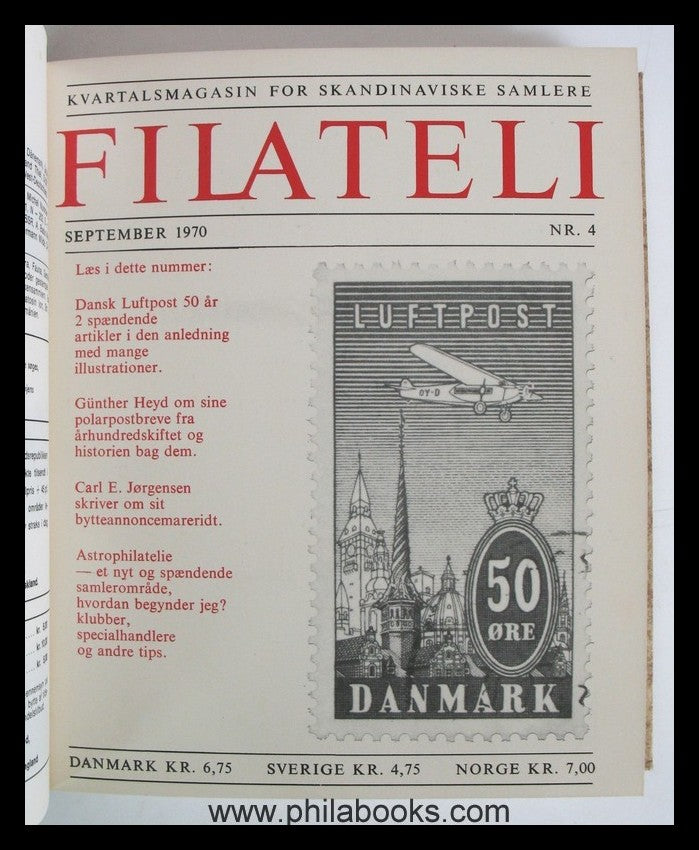 KVARTALSMAGASIN FOR SKANDINAVISKE SAMLERE
FILATELI
SEPTEMBER 1970 NR. 4
Læs i dette nummer:
Dansk Luftpost 50 år
2 spændende
artikler i den anledning
med mange
illustrationer.
Günther Heyd om sine
polarpostbreve fra
århundredskiftet og
historien bag dem.
Carl E. Jørgensen
skriver om sit
bytteannoncemareridt.
Astrophilatelie
— et nyt og spændende
samlerområde,
hvordan begynder jeg?
klubber,
specialhandlere
og andre tips.
LUFTPOST
OY-D
50
ØRE
DANMARK
DANMARK KR. 6,75 SVERIGE KR. 4,75 NORGE KR. 7,00
www.philabooks.com